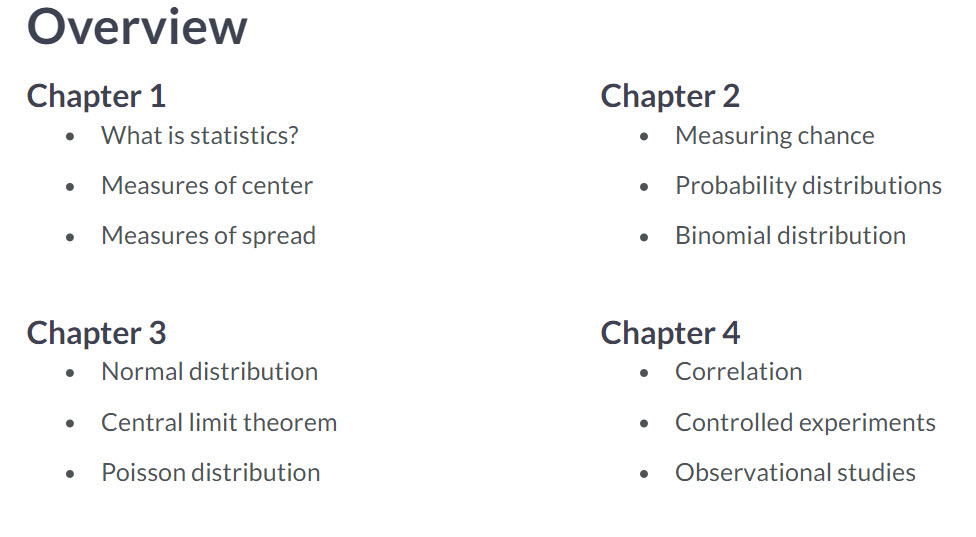 Overview
Chapter 1
• What is statistics?
• Measures of center
• Measures of spread
Chapter 2
• Measuring chance
• Probability distributions
• Binomial distribution
Chapter 3
• Normal distribution
• Central limit theorem
• Poisson distribution
Chapter 4
• Correlation
• Controlled experiments
• Observational studies